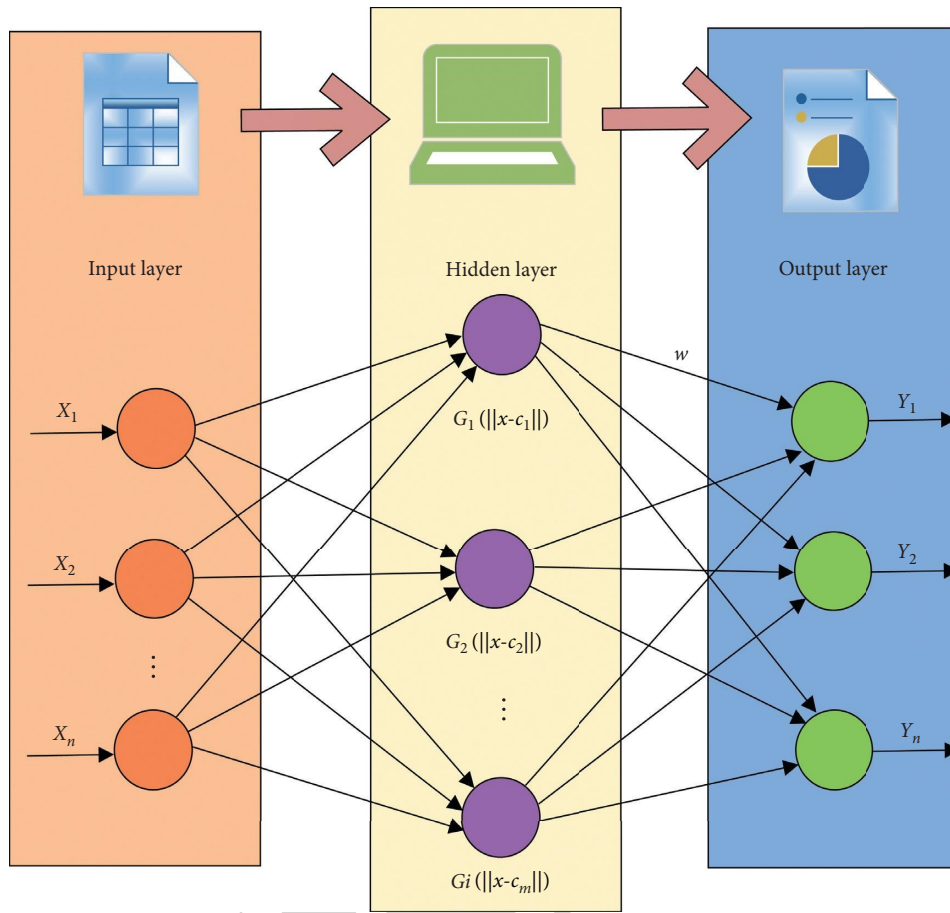 Input layer
Hidden layer
Output layer
w
X₁
G₁ (||x-c₁||)
Y₁
X₂
G₂ (||x-c₂||)
Y₂
⋮
⋮
Xₙ
Yₙ
Gi (||x-cₘ||)